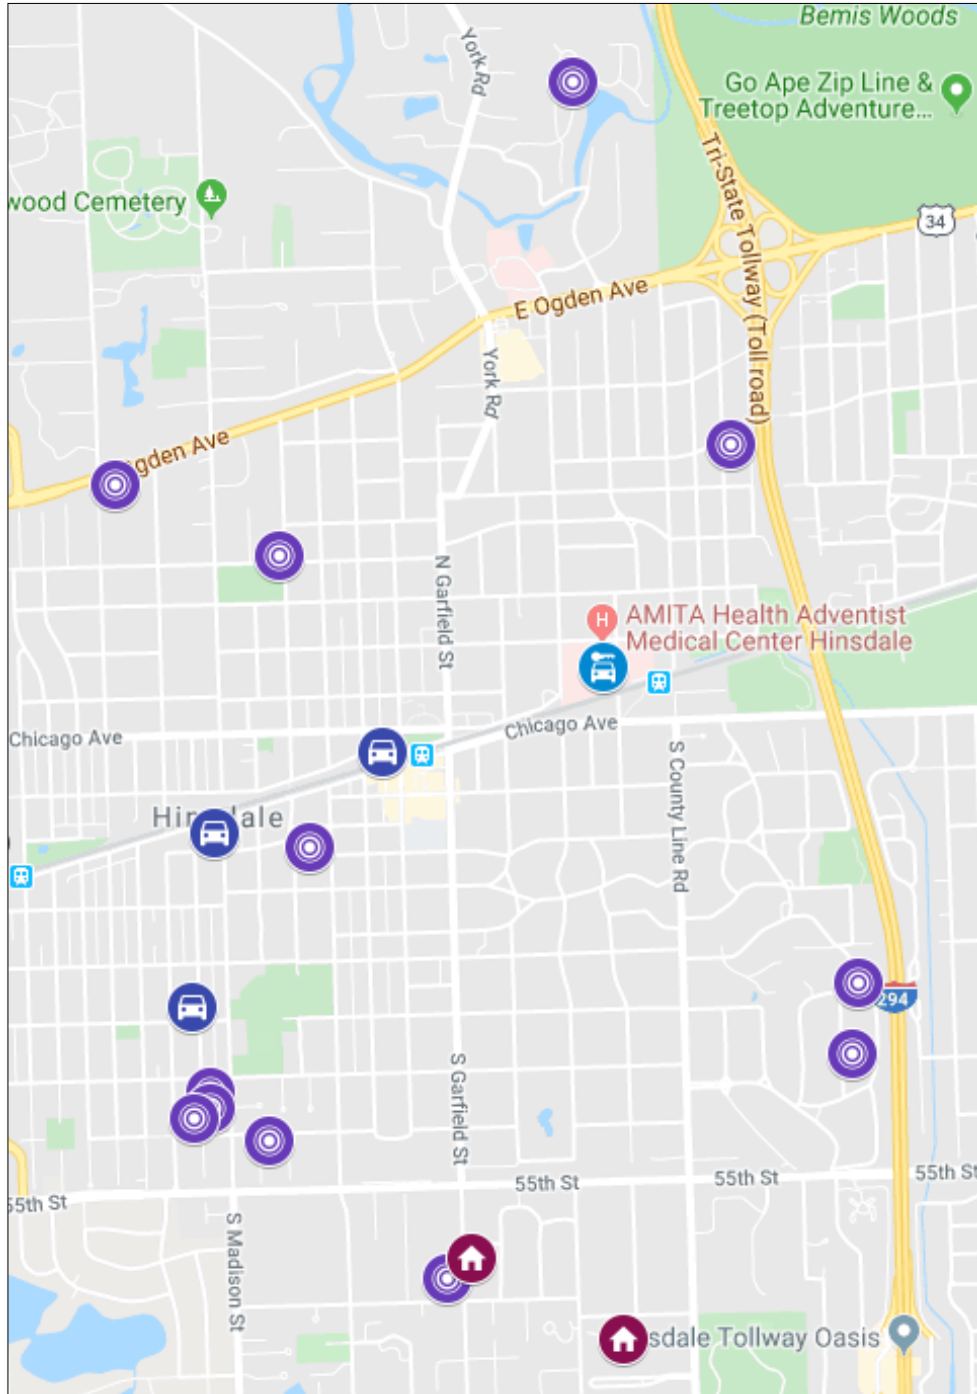 Bemis Woods
York Rd
Go Ape Zip Line &
Treetop Adventure...
Tri-State Tollway (Toll road)
wood Cemetery
34
E Ogden Ave
York Rd
gden Ave
N Garfield St
H
AMITA Health Adventist
Medical Center Hinsdale
Chicago Ave
Chicago Ave
S County Line Rd
Hin dale
294
S Garfield St
55th St
55th St
55th St
55th St
S Madison St
sdale Tollway Oasis